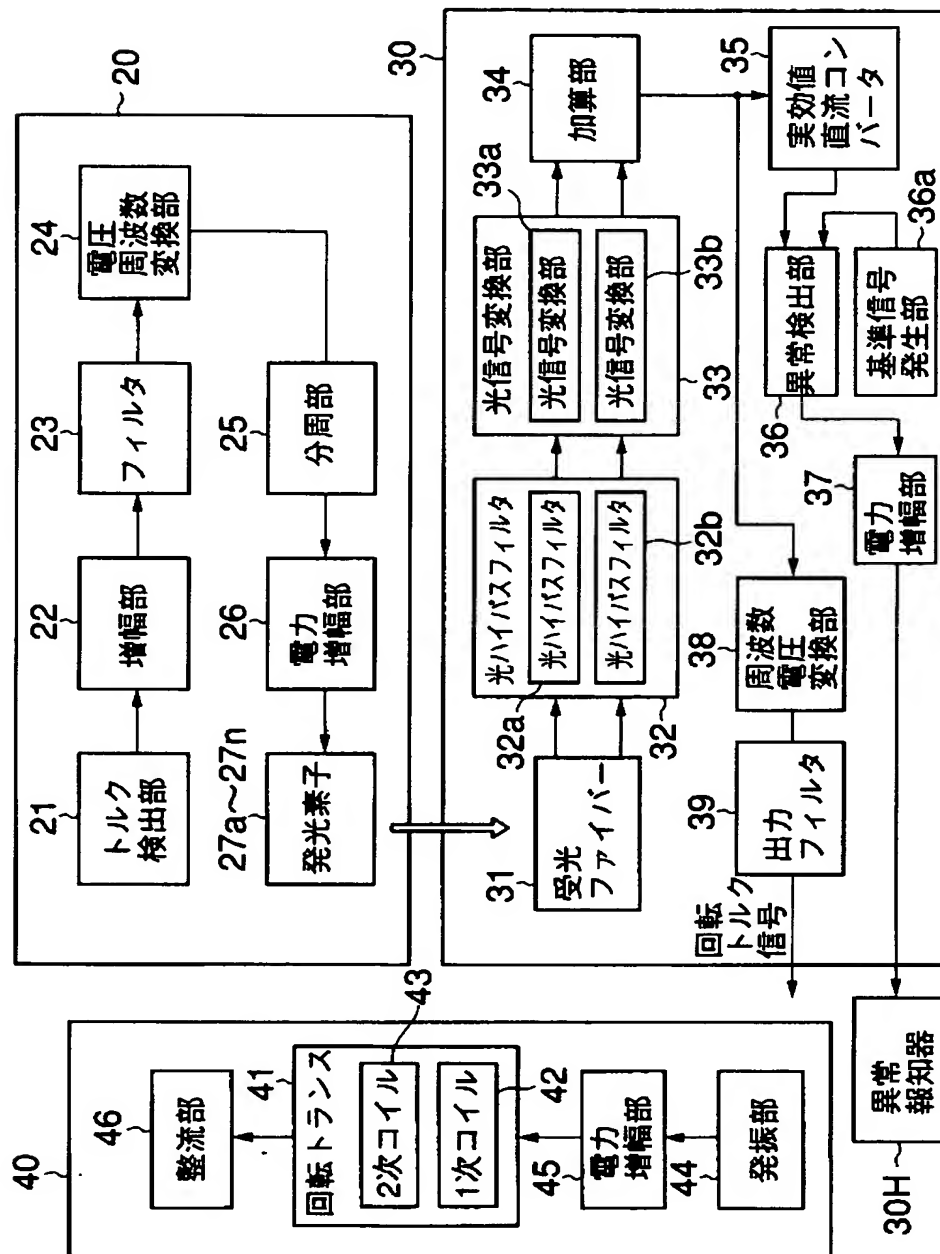 20
21
トルク
検出部
22
増幅部
23
フィルタ
24
電圧
周波数
変換部
25
分周部
26
電力
増幅部
27a～27n
発光素子
30
31
受光
ファイバー
32
光ハイパスフィルタ
32a
光ハイパスフィルタ
32b
光ハイパスフィルタ
33
光信号変換部
33a
光信号変換部
33b
光信号変換部
34
加算部
35
実効値
直流コン
バータ
36
異常検出部
36a
基準信号
発生部
37
電力
増幅部
38
周波数
電圧
変換部
39
出力
フィルタ
回転
トルク
信号
40
46
整流部
41
回転トランス
43
2次コイル
42
1次コイル
45
電力
増幅部
44
発振部
異常
報知器
30H